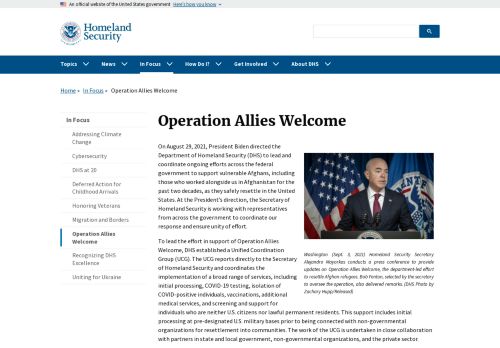 An official website of the United States government Here's how you know
Homeland
Security
Topics News In Focus How Do I? Get Involved About DHS
Home » In Focus » Operation Allies Welcome
In Focus
Addressing Climate
Change
Cybersecurity
DHS at 20
Deferred Action for
Childhood Arrivals
Honoring Veterans
Migration and Borders
Operation Allies
Welcome
Recognizing DHS
Excellence
Uniting for Ukraine
Operation Allies Welcome
On August 29, 2021, President Biden directed the
Department of Homeland Security (DHS) to lead and
coordinate ongoing efforts across the federal
government to support vulnerable Afghans, including
those who worked alongside us in Afghanistan for the
past two decades, as they safely resettle in the United
States. At the President's direction, the Secretary of
Homeland Security is working with representatives
from across the government to coordinate our
response and ensure unity of effort.
Washington (Sept. 3, 2021) Homeland Security Secretary
Alejandro Mayorkas conducts a press conference to provide
updates on Operation Allies Welcome, the department-led effort
to resettle Afghan refugees. Bob Fenton, selected by the secretary
to oversee the operation, also delivered remarks. (DHS Photo by
Zachary Hupp/Released)
To lead the effort in support of Operation Allies
Welcome, DHS established a Unified Coordination
Group (UCG). The UCG reports directly to the Secretary
of Homeland Security and coordinates the
implementation of a broad range of services, including
initial processing, COVID-19 testing, isolation of
COVID-positive individuals, vaccinations, additional
medical services, and screening and support for
individuals who are neither U.S. citizens nor lawful permanent residents. This support includes initial
processing at pre-designated U.S. military bases prior to being connected with non-governmental
organizations for resettlement into communities. The work of the UCG is undertaken in close collaboration
with partners in state and local government, non-governmental organizations, and the private sector.